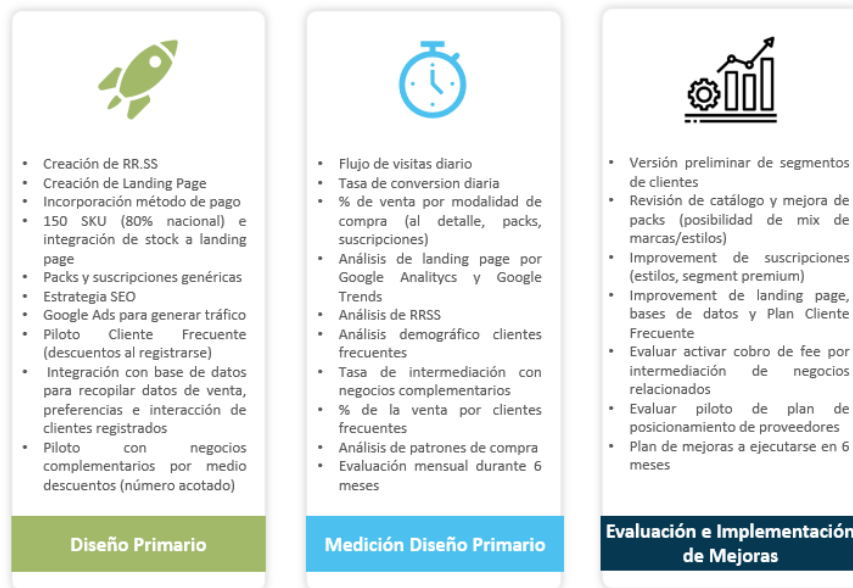 • Creación de RR.SS
• Creación de Landing Page
• Incorporación método de pago
• 150 SKU (80% nacional) e
integración de stock a landing
page
• Packs y suscripciones genéricas
• Estrategia SEO
• Google Ads para generar tráfico
• Piloto Cliente Frecuente
(descuentos al registrarse)
• Integración con base de datos
para recopilar datos de venta,
preferencias e interacción de
clientes registrados
• Piloto con negocios
complementarios por medio
descuentos (número acotado)
Diseño Primario
• Flujo de visitas diario
• Tasa de conversion diaria
• % de venta por modalidad de
compra (al detalle, packs,
suscripciones)
• Análisis de landing page por
Google Analitycs y Google
Trends
• Análisis de RRSS
• Análisis demográfico clientes
frecuentes
• Tasa de intermediación con
negocios complementarios
• % de la venta por clientes
frecuentes
• Análisis de patrones de compra
• Evaluación mensual durante 6
meses
Medición Diseño Primario
• Versión preliminar de segmentos
de clientes
• Revisión de catálogo y mejora de
packs (posibilidad de mix de
marcas/estilos)
• Improvement de suscripciones
(estilos, segment premium)
• Improvement de landing page,
bases de datos y Plan Cliente
Frecuente
• Evaluar activar cobro de fee por
intermediación de negocios
relacionados
• Evaluar piloto de plan de
posicionamiento de proveedores
• Plan de mejoras a ejecutarse en 6
meses
Evaluación e Implementación
de Mejoras